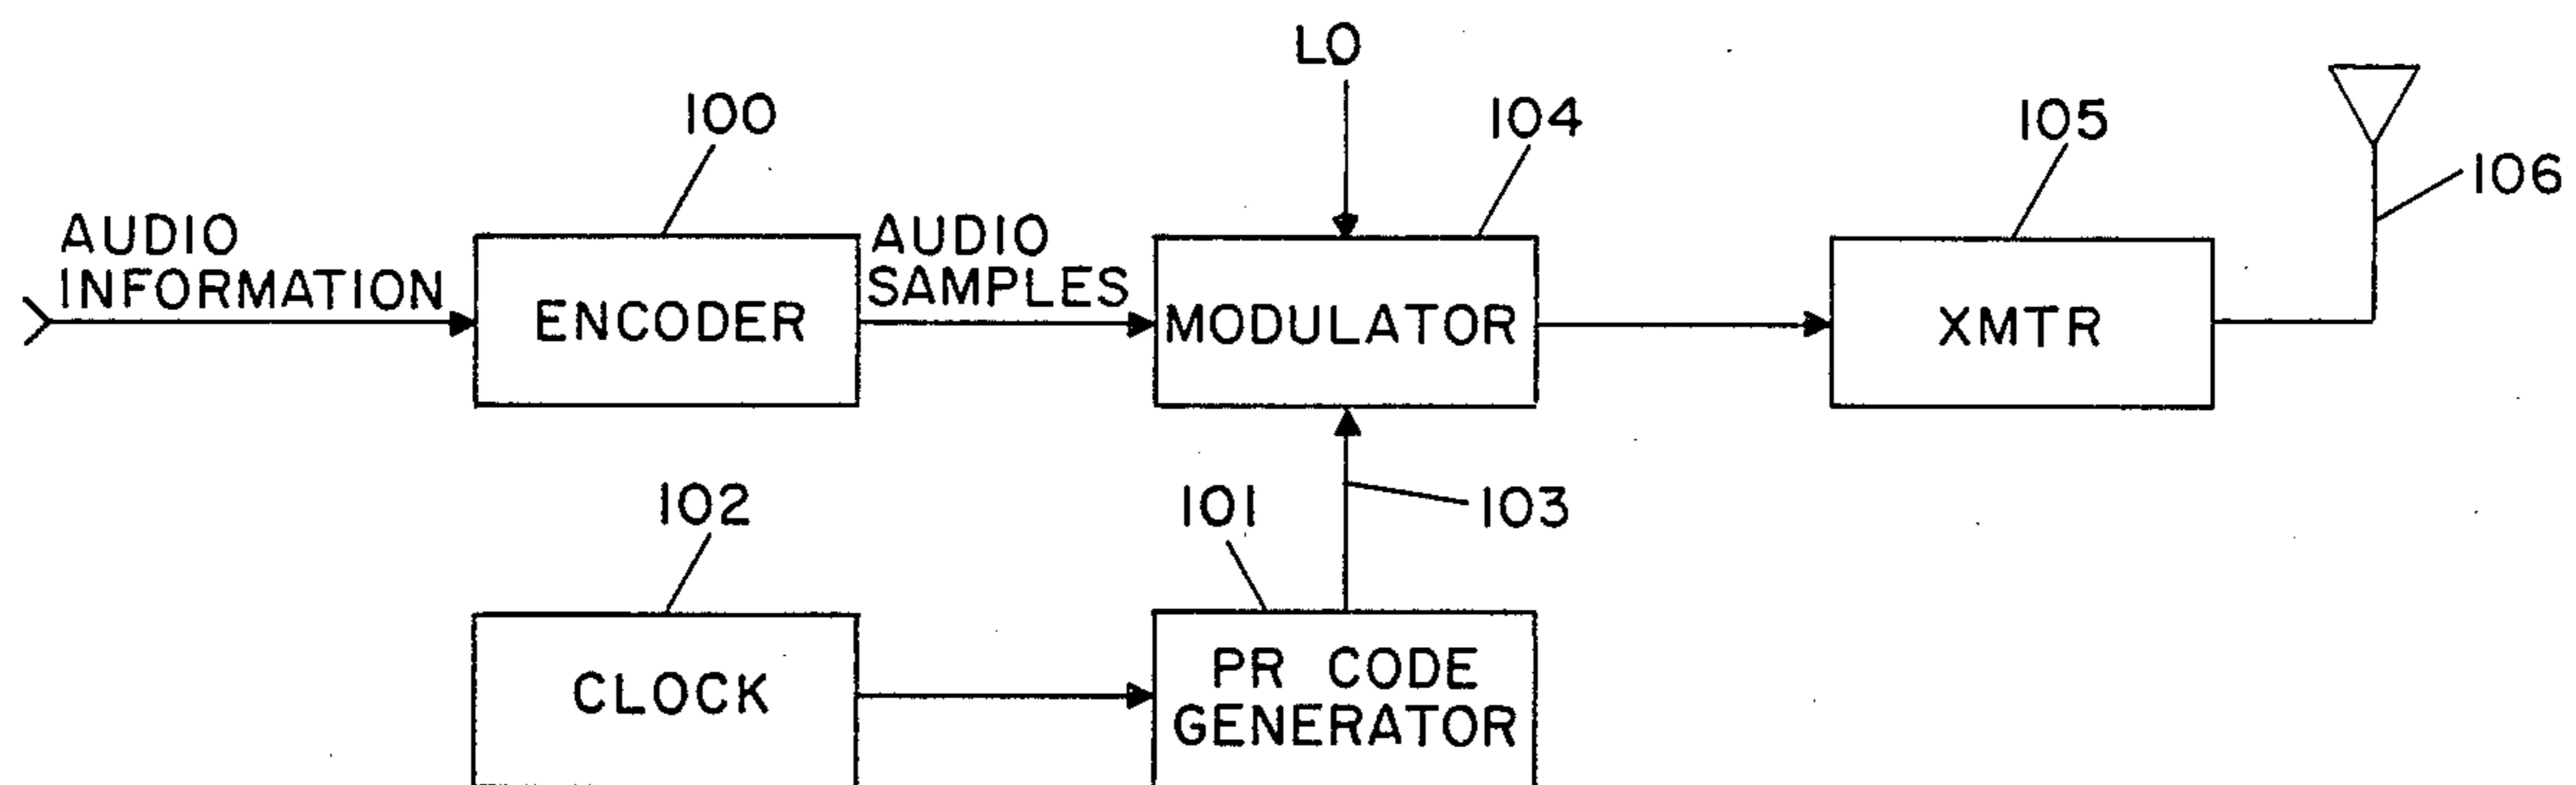 LO
100
104
105
106
AUDIO
INFORMATION
ENCODER
AUDIO
SAMPLES
MODULATOR
XMTR
102
101
103
CLOCK
PR CODE
GENERATOR